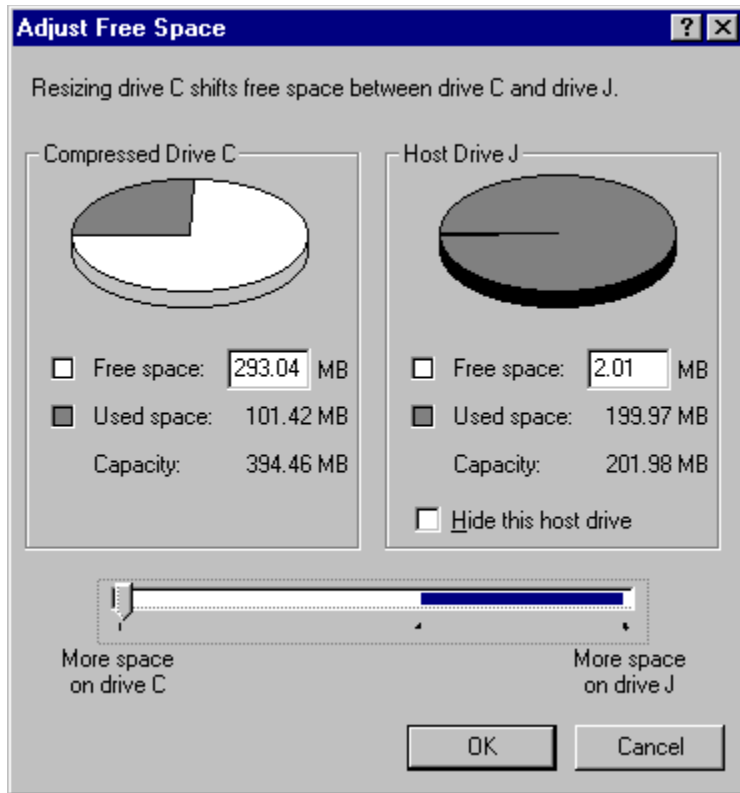 Adjust Free Space
Resizing drive C shifts free space between drive C and drive J.
Compressed Drive C
Free space: 293.04 MB
Used space: 101.42 MB
Capacity: 394.46 MB
Host Drive J
Free space: 2.01 MB
Used space: 199.97 MB
Capacity: 201.98 MB
Hide this host drive
More space
on drive C
More space
on drive J
OK
Cancel